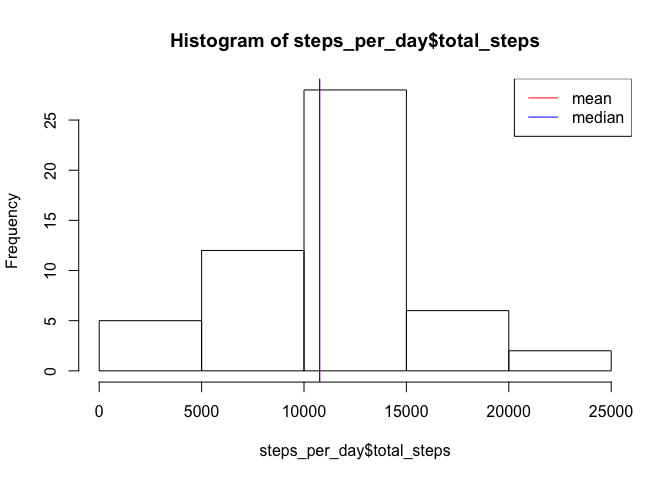 Histogram of steps_per_day$total_steps
mean
median
Frequency
25
20
15
10
5
0
0 5000 10000 15000 20000 25000
steps_per_day$total_steps